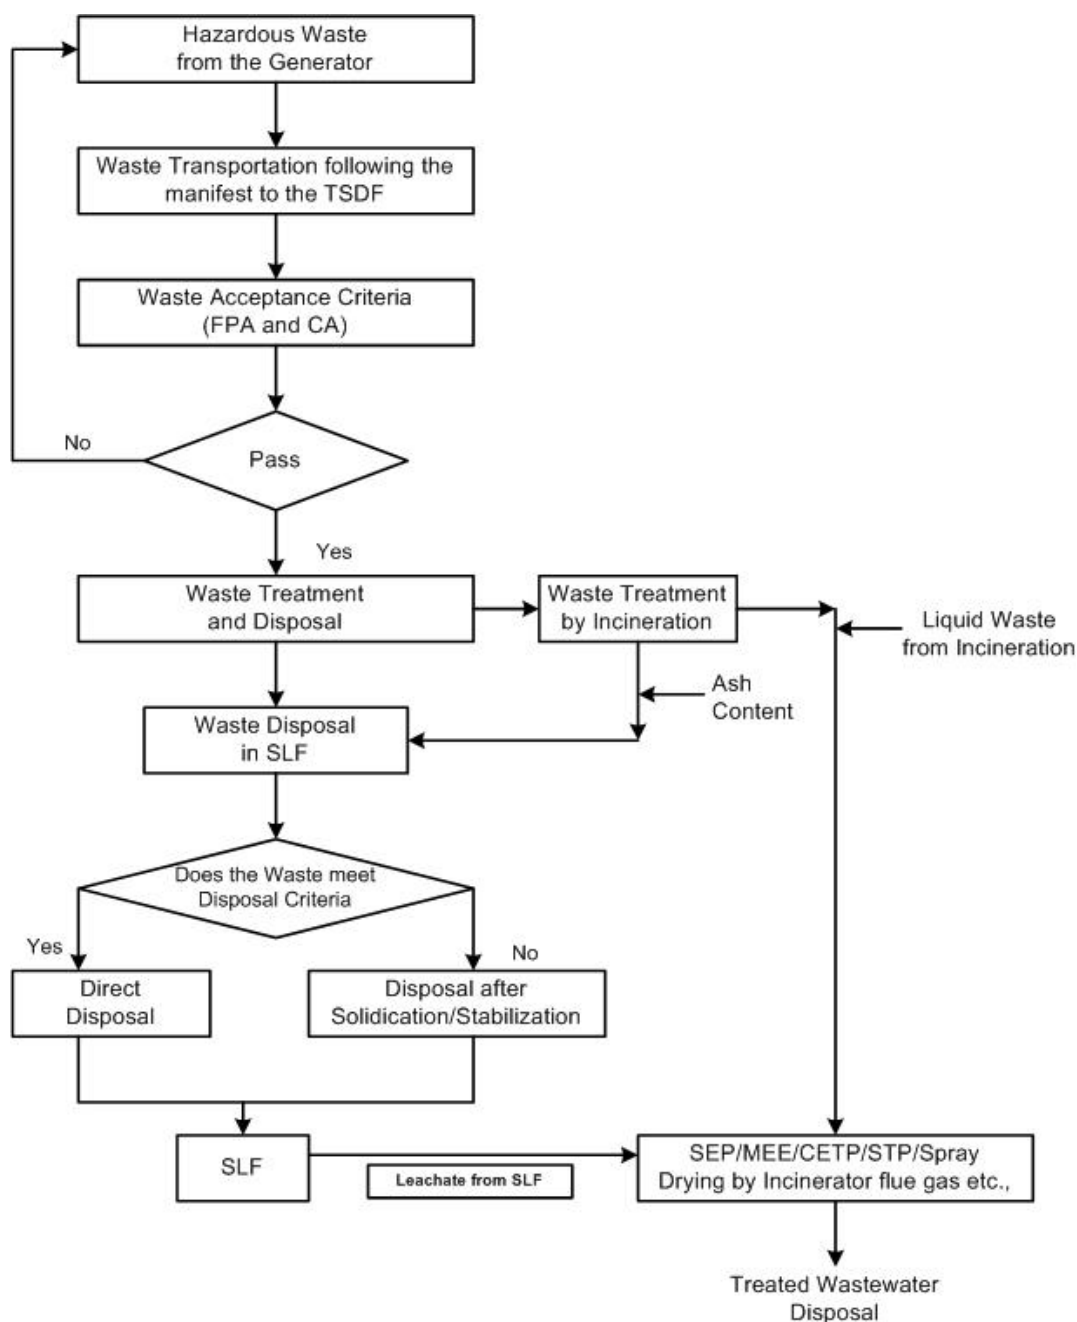 Hazardous Waste
from the Generator
Waste Transportation following the
manifest to the TSDF
Waste Acceptance Criteria
(FPA and CA)
No
Pass
Yes
Waste Treatment
and Disposal
Waste Treatment
by Incineration
Liquid Waste
from Incineration
Ash
Content
Waste Disposal
in SLF
Does the Waste meet
Disposal Criteria
Yes
No
Direct
Disposal
Disposal after
Solidication/Stabilization
SLF
Leachate from SLF
SEP/MEE/CETP/STP/Spray
Drying by Incinerator flue gas etc.,
Treated Wastewater
Disposal